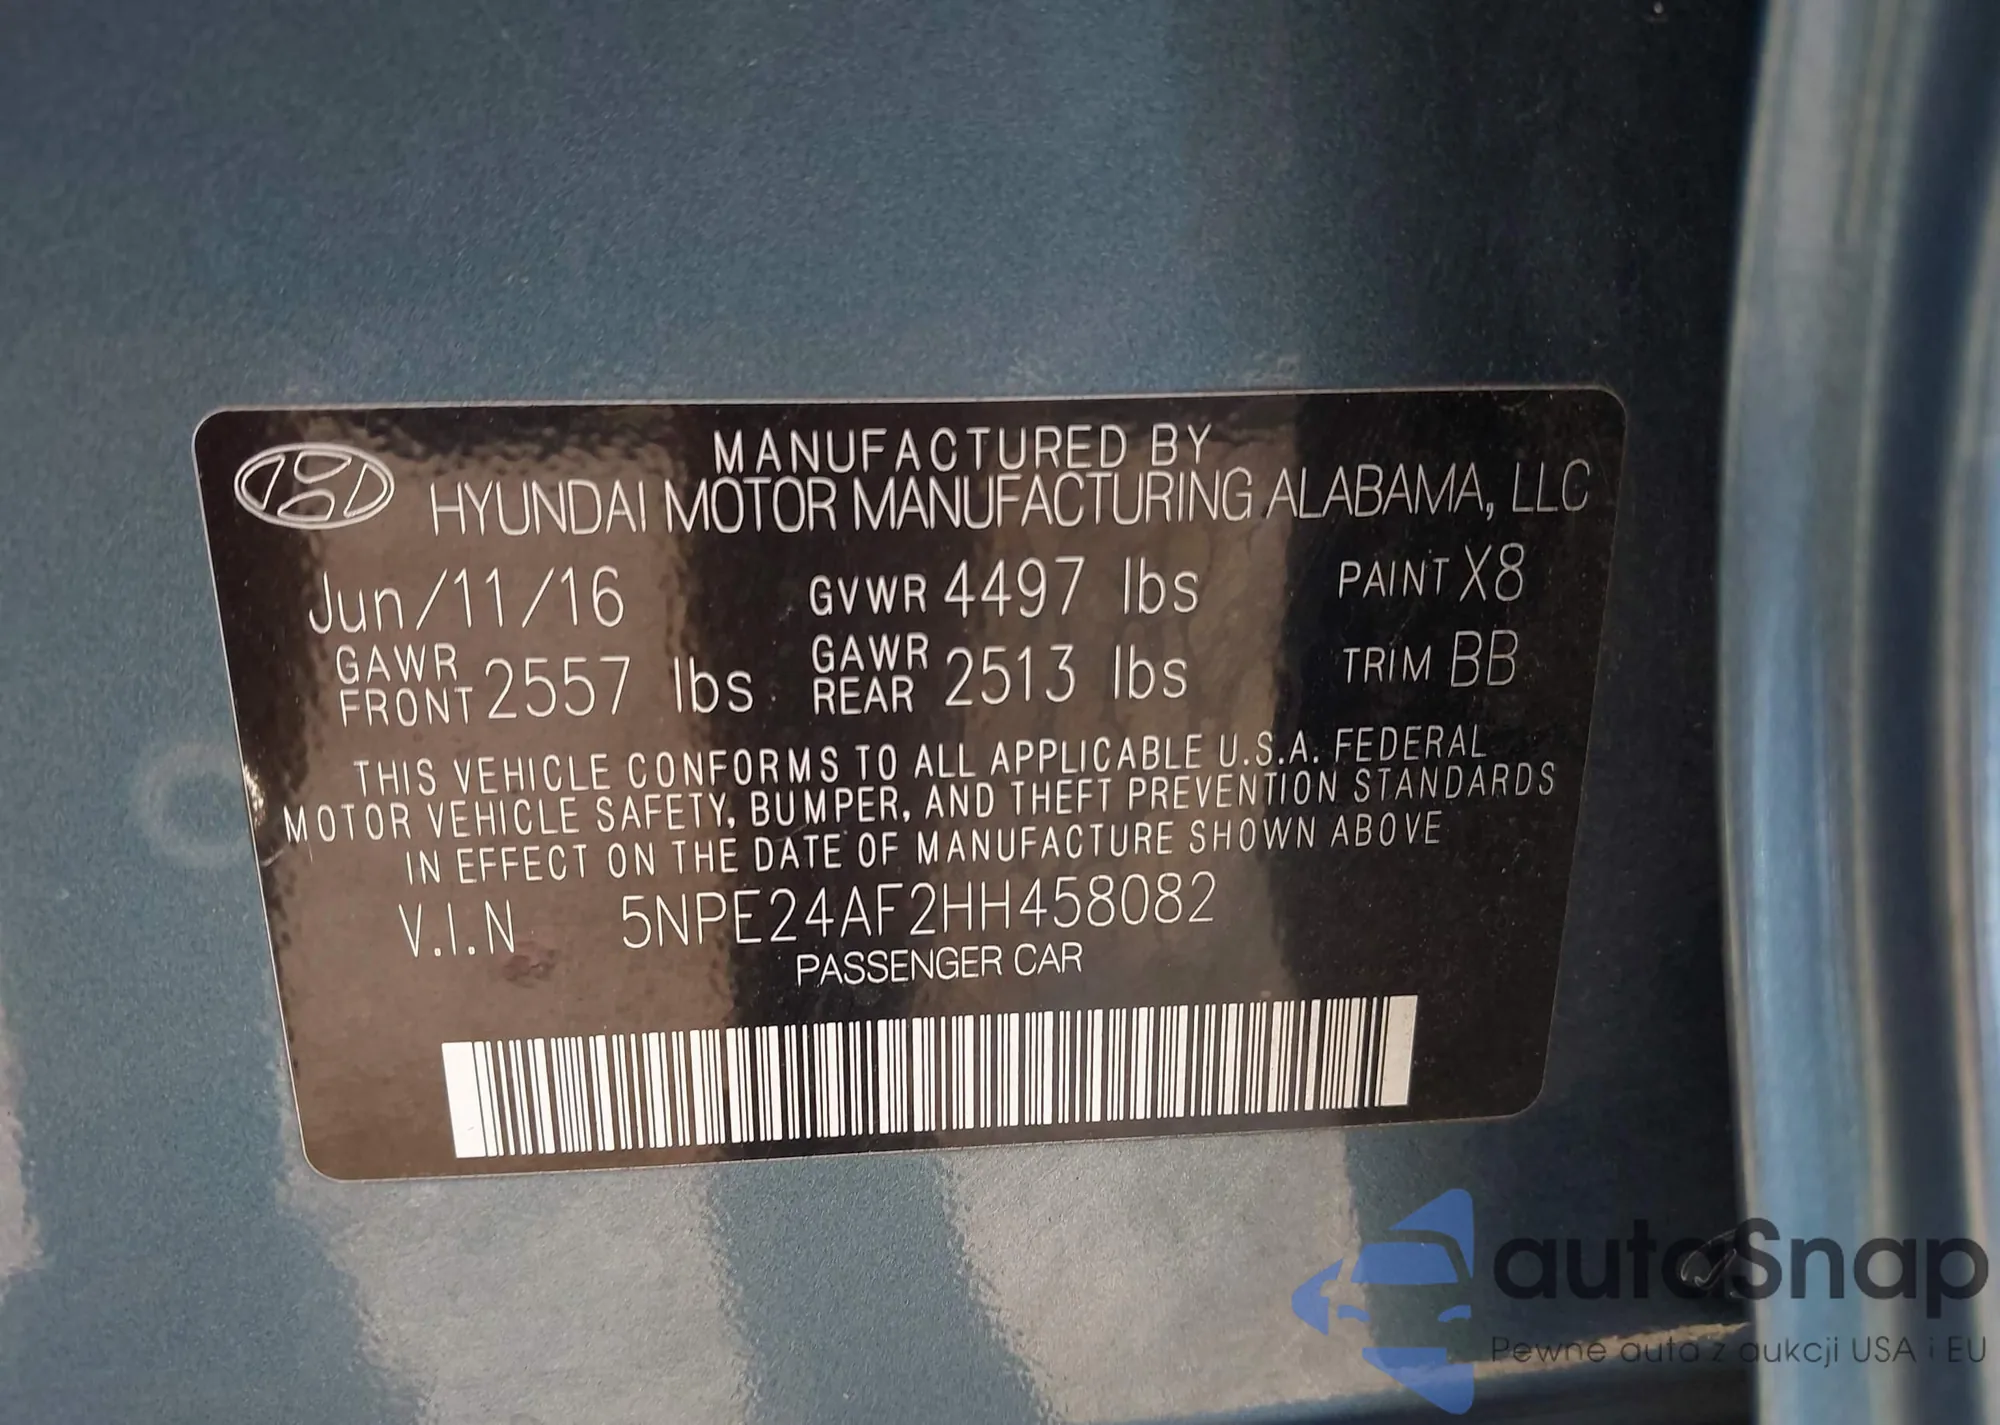 MANUFACTURED BY
HYUNDAI MOTOR MANUFACTURING ALABAMA, LLC
Jun/11/16 GVWR 4497 lbs PAINT X8
GAWR FRONT 2557 lbs GAWR REAR 2513 lbs TRIM BB
THIS VEHICLE CONFORMS TO ALL APPLICABLE U.S.A. FEDERAL
MOTOR VEHICLE SAFETY, BUMPER, AND THEFT PREVENTION STANDARDS
IN EFFECT ON THE DATE OF MANUFACTURE SHOWN ABOVE
V.I.N 5NPE24AF2HH458082
PASSENGER CAR
autoSnap
Pewne auta z aukcji USA i EU